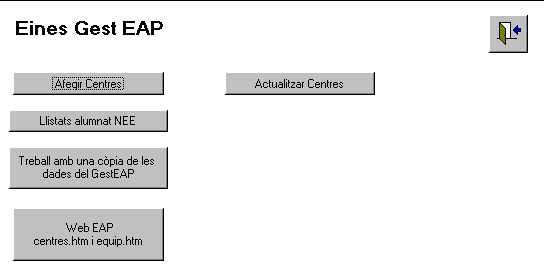 Eines Gest EAP
Afegir Centres
Actualitzar Centres
Llistats alumnat NEE
Treball amb una còpia de les
dades del GestEAP
Web EAP
centres.htm i equip.htm